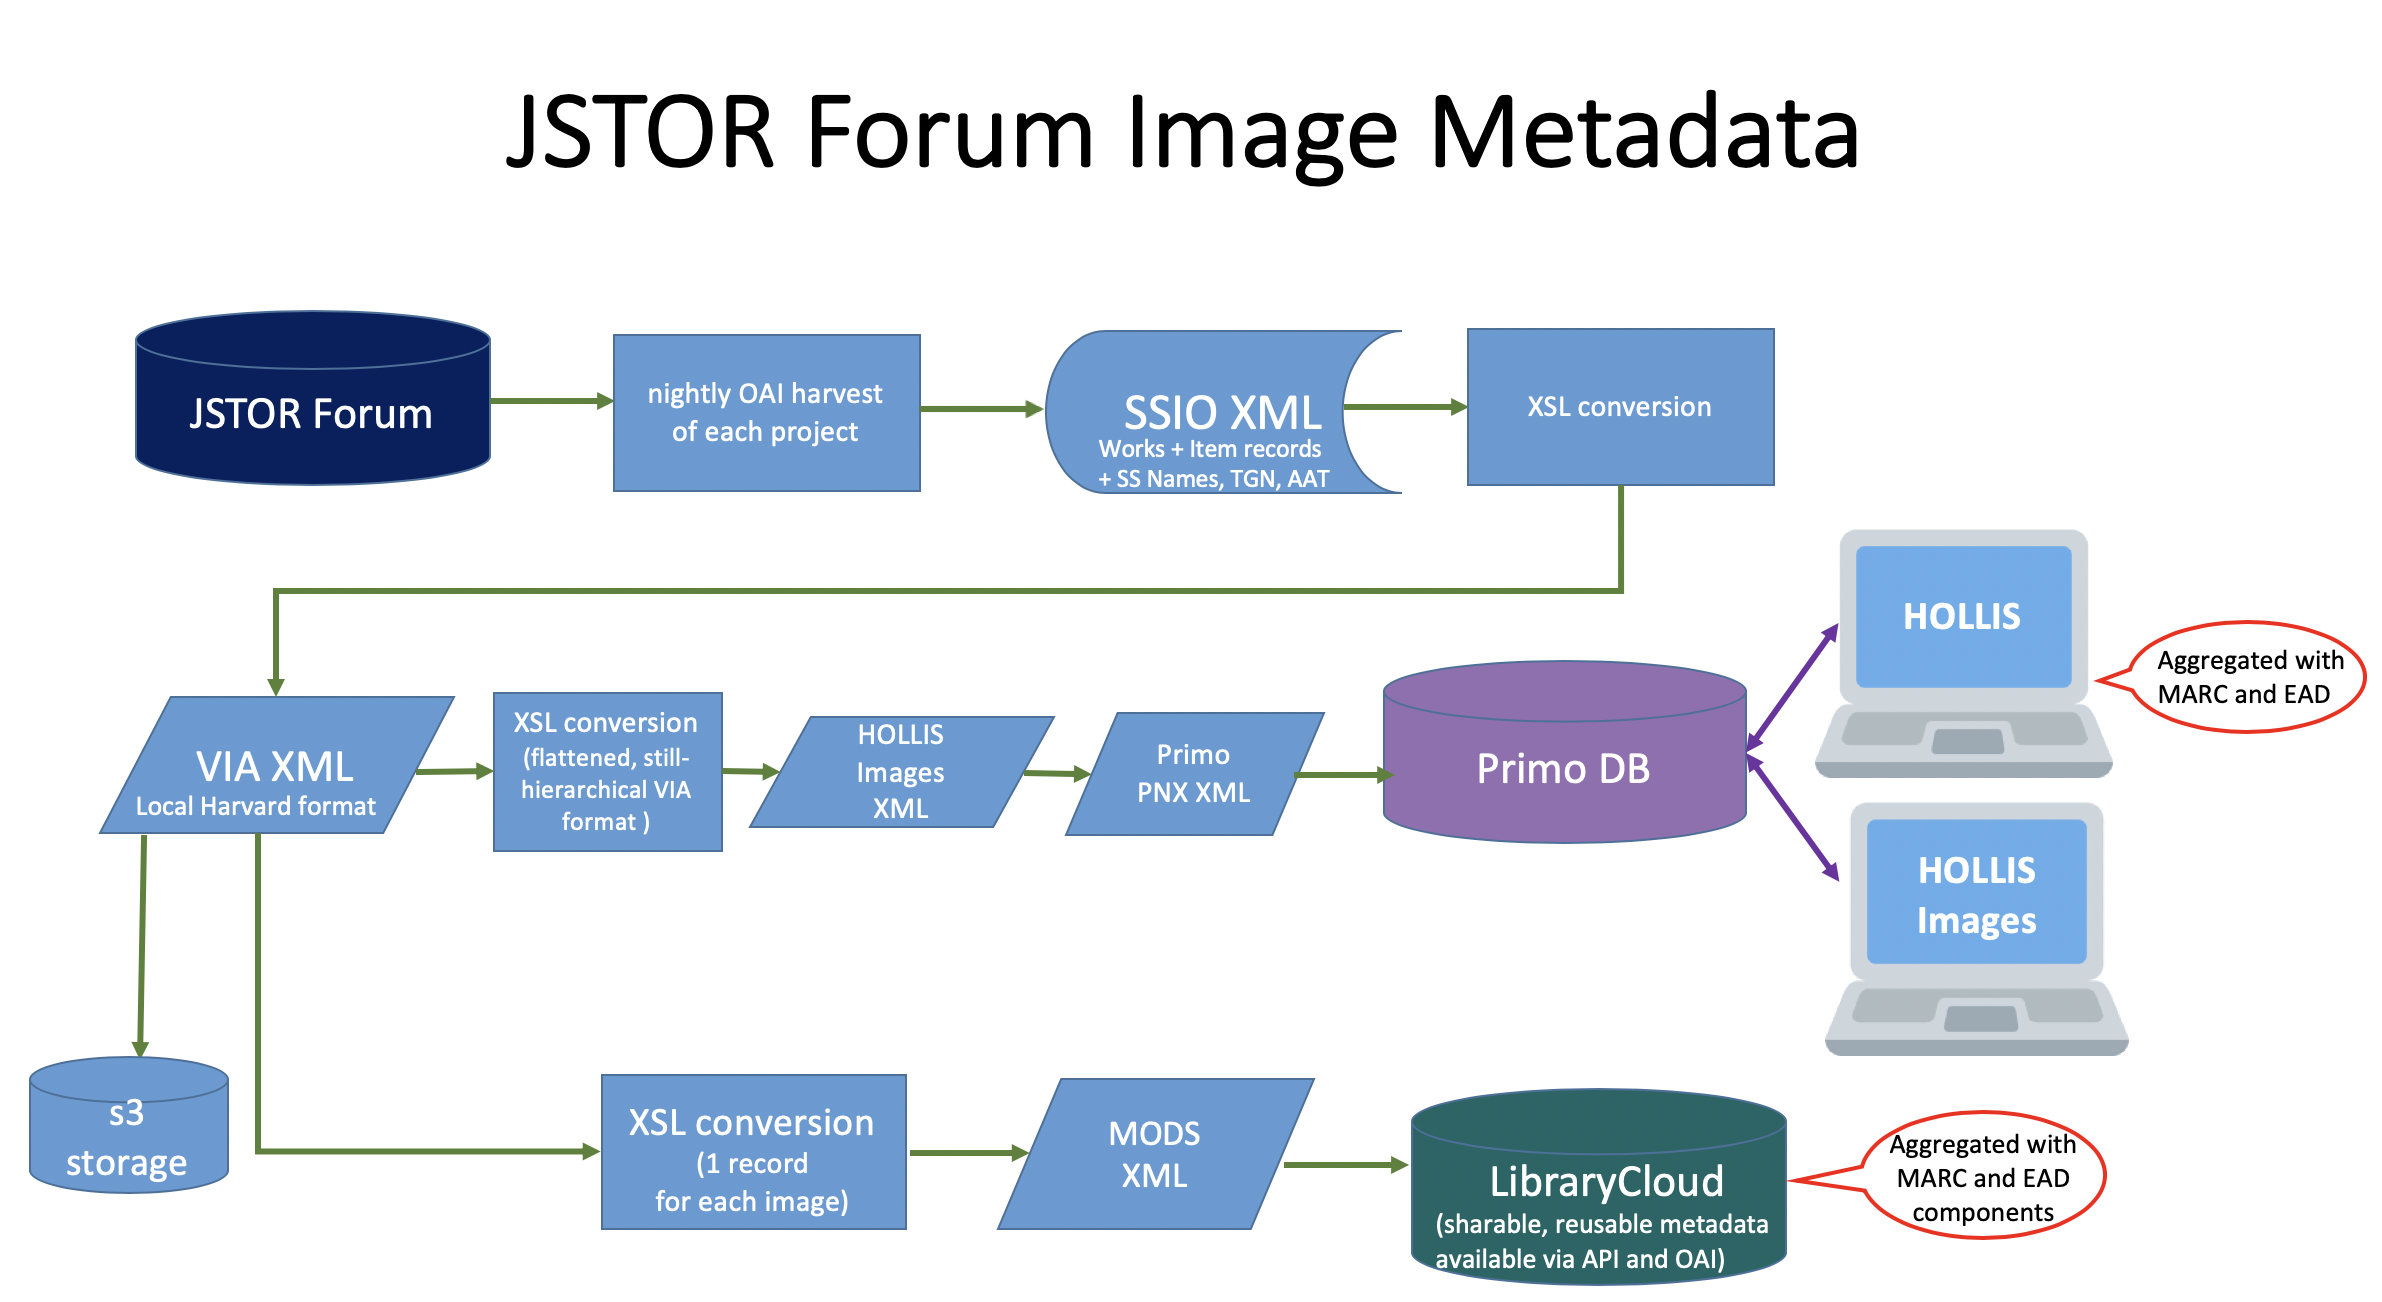 JSTOR Forum Image Metadata
JSTOR Forum
nightly OAI harvest
of each project
SSIO XML
Works + Item records
+ SS Names, TGN, AAT
XSL conversion
HOLLIS
Aggregated with
MARC and EAD
VIA XML
Local Harvard format
XSL conversion
(flattened, still-
hierarchical VIA
format )
HOLLIS
Images
XML
Primo
PNX XML
Primo DB
HOLLIS
Images
s3
storage
XSL conversion
(1 record
for each image)
MODS
XML
LibraryCloud
(sharable, reusable metadata
available via API and OAI)
Aggregated with
MARC and EAD
components